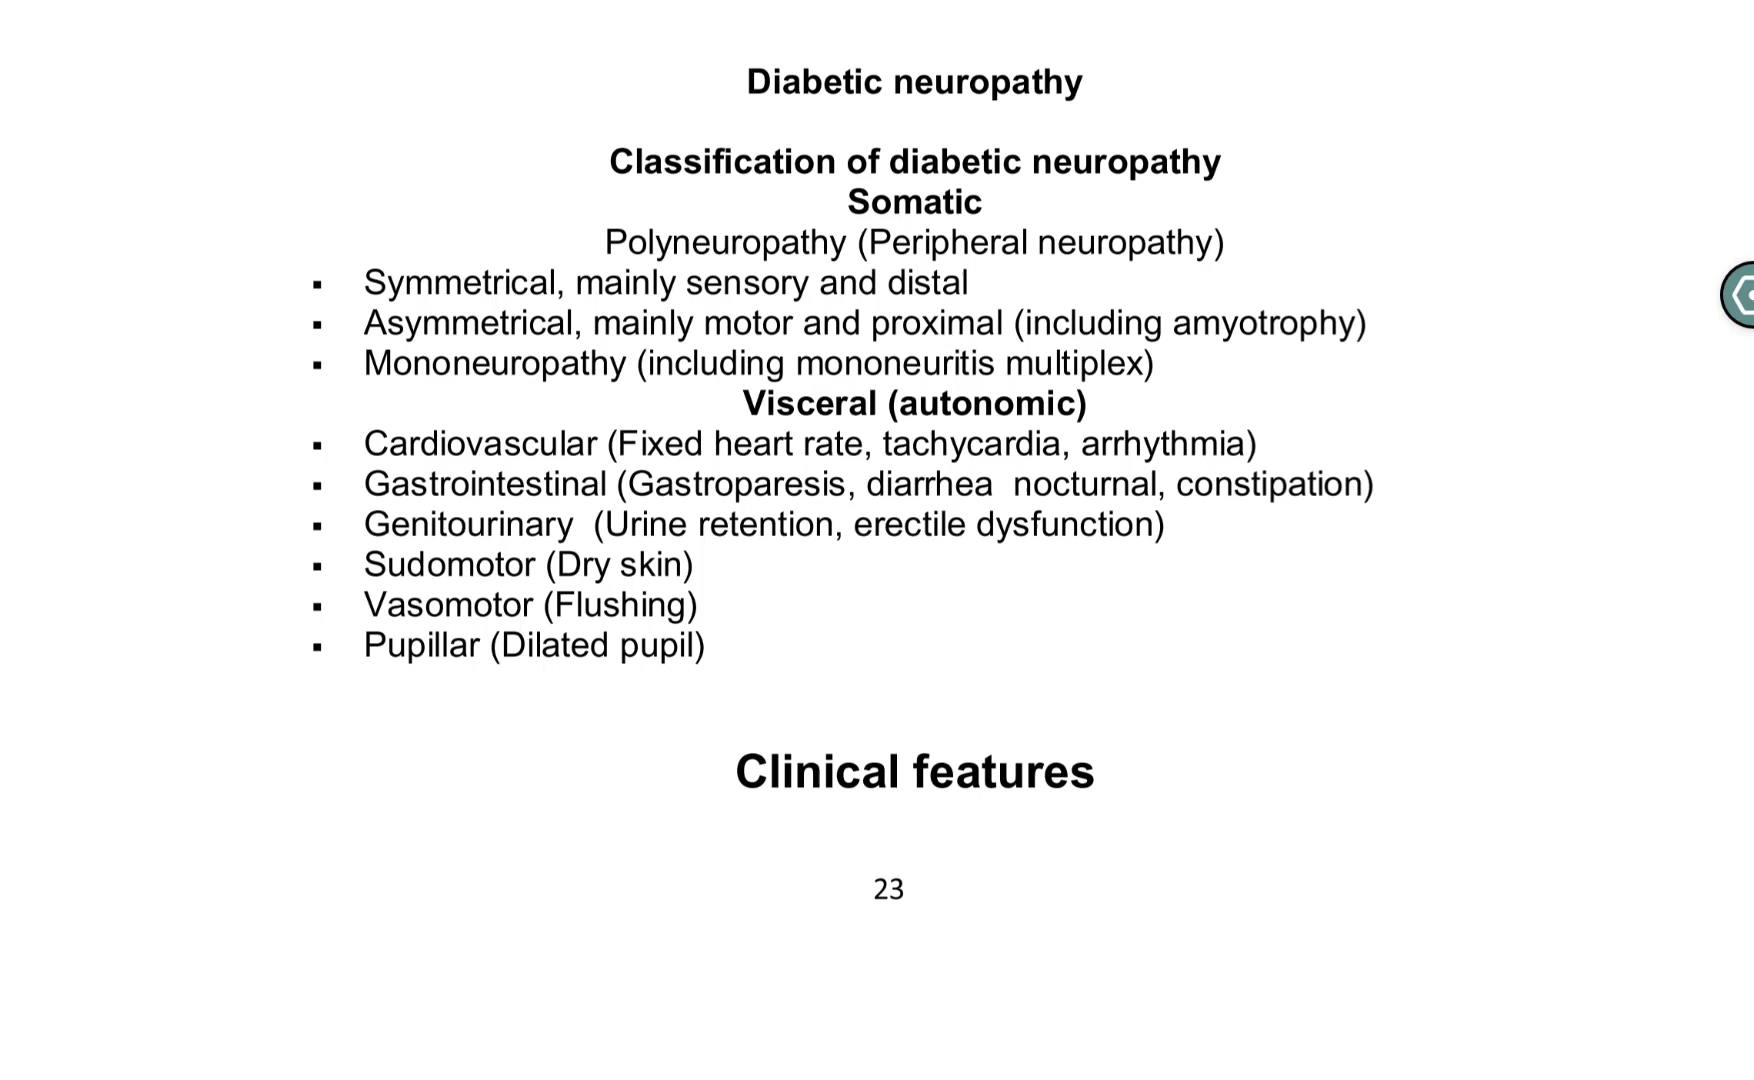 Diabetic neuropathy
Classification of diabetic neuropathy
Somatic
Polyneuropathy (Peripheral neuropathy)
▪ Symmetrical, mainly sensory and distal
▪ Asymmetrical, mainly motor and proximal (including amyotrophy)
▪ Mononeuropathy (including mononeuritis multiplex)
Visceral (autonomic)
▪ Cardiovascular (Fixed heart rate, tachycardia, arrhythmia)
▪ Gastrointestinal (Gastroparesis, diarrhea  nocturnal, constipation)
▪ Genitourinary  (Urine retention, erectile dysfunction)
▪ Sudomotor (Dry skin)
▪ Vasomotor (Flushing)
▪ Pupillar (Dilated pupil)
Clinical features
23